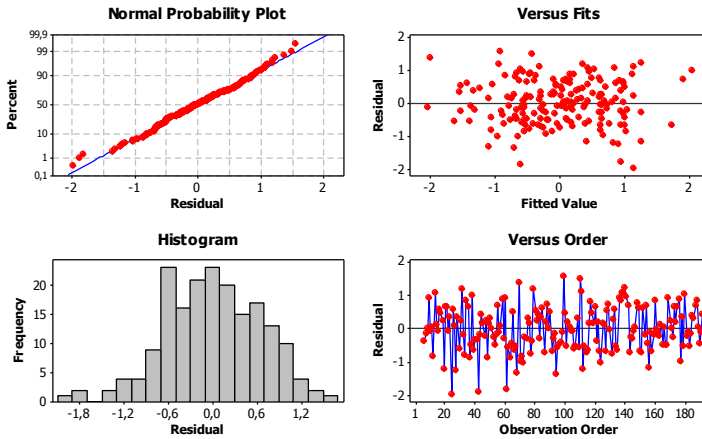 Normal Probability Plot
99,9
99
90
50
10
1
0,1
Percent
-2 -1 0 1 2
Residual
Versus Fits
2
1
0
-1
-2
Residual
-2 -1 0 1 2
Fitted Value
Histogram
20
15
10
5
0
Frequency
-1,8 -1,2 -0,6 0,0 0,6 1,2
Residual
Versus Order
2
1
0
-1
-2
Residual
1 20 40 60 80 100 120 140 160 180
Observation Order